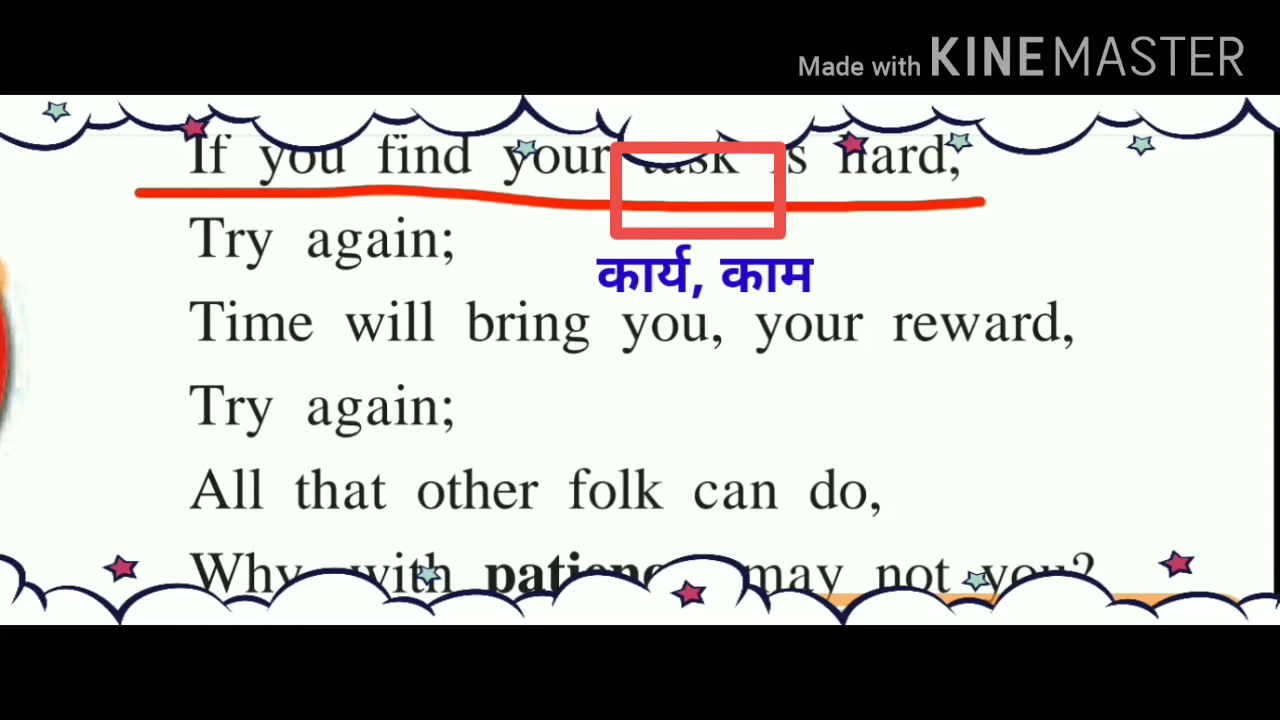 Made with KINEMASTER
If you find your task is hard,
Try again;
कार्य, काम
Time will bring you, your reward,
Try again;
All that other folk can do,
Why with patience may not you?